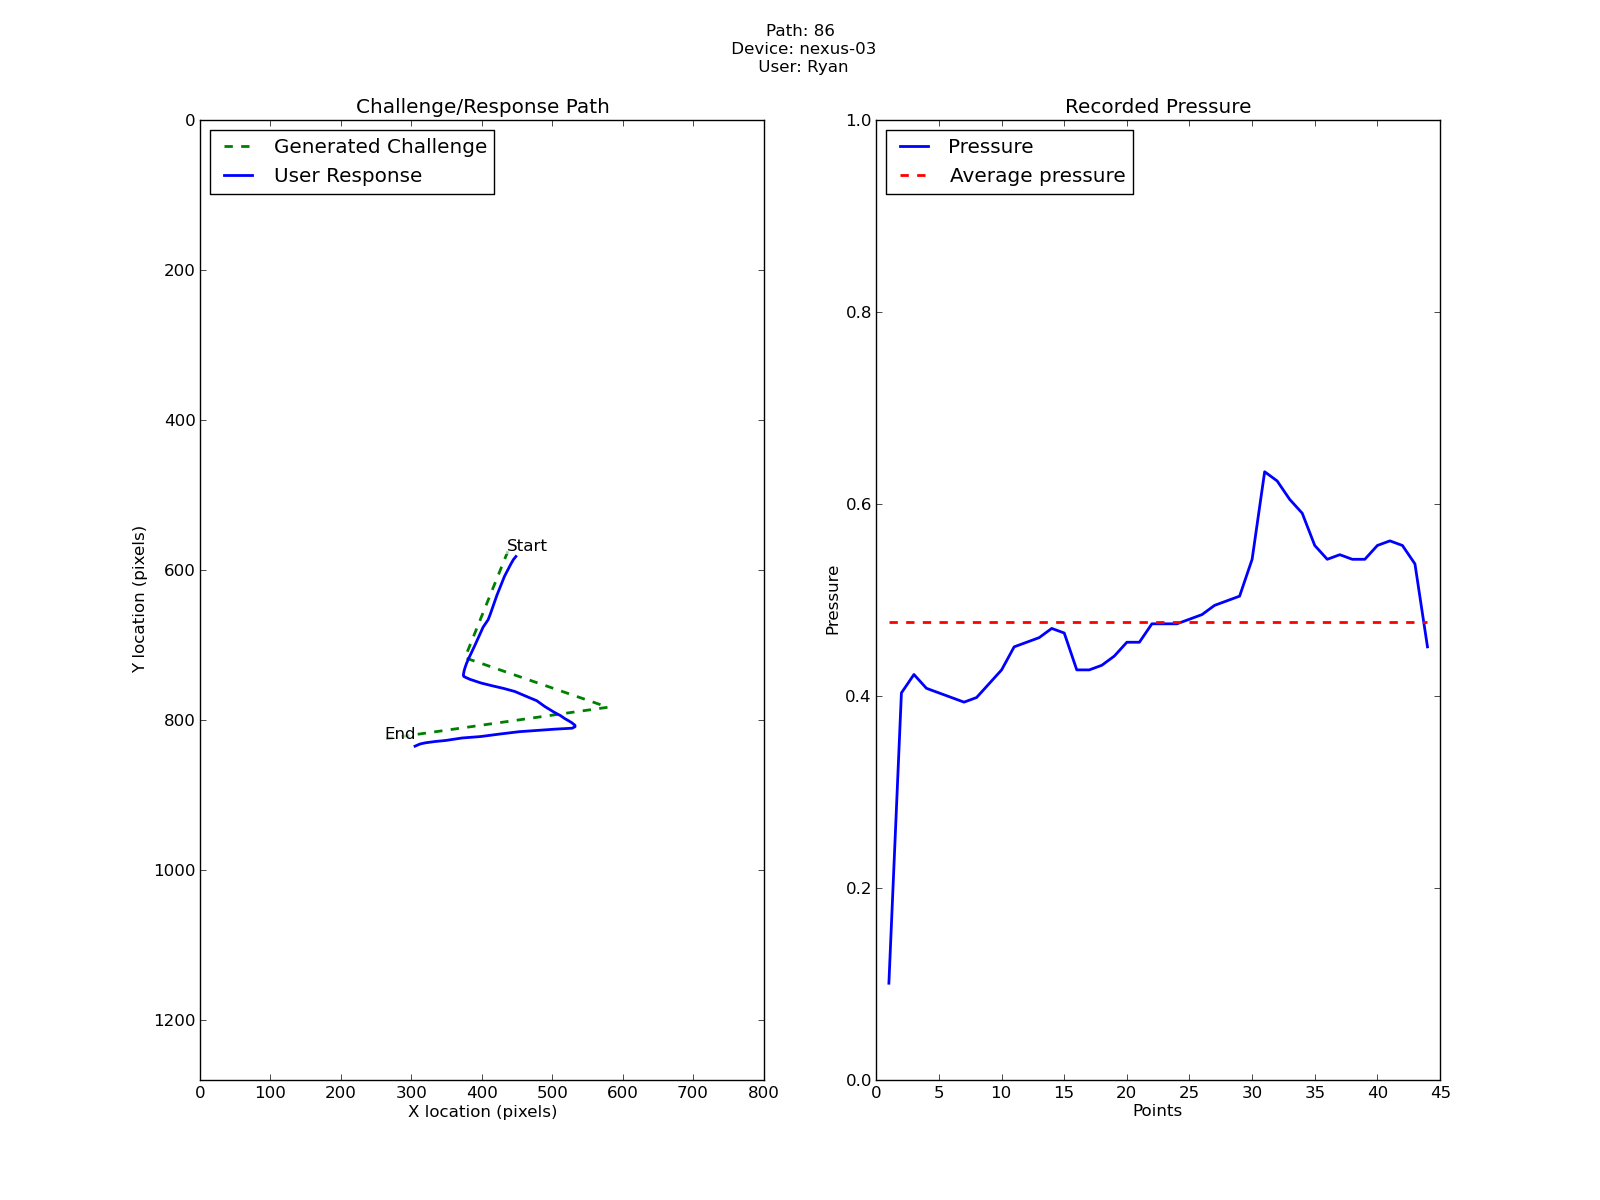 Path: 86
Device: nexus-03
User: Ryan
Challenge/Response Path
Generated Challenge
User Response
0
200
400
600
800
1000
1200
Y location (pixels)
Start
End
0 100 200 300 400 500 600 700 800
X location (pixels)
Recorded Pressure
Pressure
Average pressure
1.0
0.8
0.6
0.4
0.2
0.0
Pressure
0 5 10 15 20 25 30 35 40 45
Points